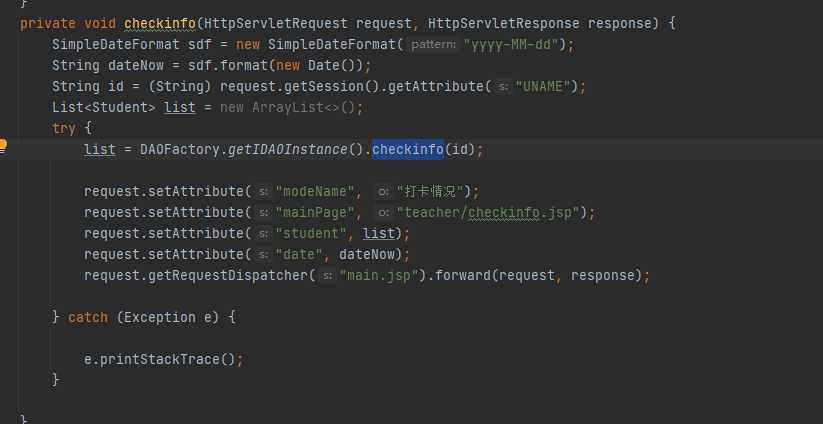 }
private void checkinfo(HttpServletRequest request, HttpServletResponse response) {
    SimpleDateFormat sdf = new SimpleDateFormat( pattern: "yyyy-MM-dd");
    String dateNow = sdf.format(new Date());
    String id = (String) request.getSession().getAttribute( s: "UNAME");
    List<Student> list = new ArrayList<>();
    try {
        list = DAOFactory.getIDAOInstance().checkinfo(id);
        request.setAttribute( s: "modeName", o: "打卡情况");
        request.setAttribute( s: "mainPage", o: "teacher/checkinfo.jsp");
        request.setAttribute( s: "student", list);
        request.setAttribute( s: "date", dateNow);
        request.getRequestDispatcher( s: "main.jsp").forward(request, response);
    } catch (Exception e) {
        e.printStackTrace();
    }
}